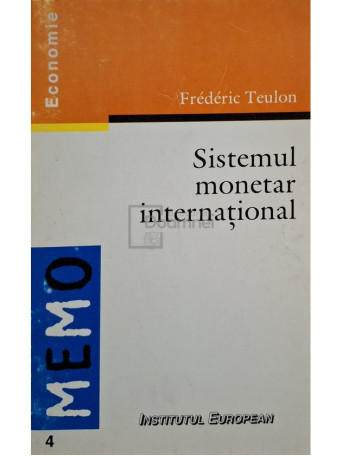 Economie
Frédéric Teulon
Sistemul
monetar
internațional
MEMO
4
INSTITUTUL EUROPEAN